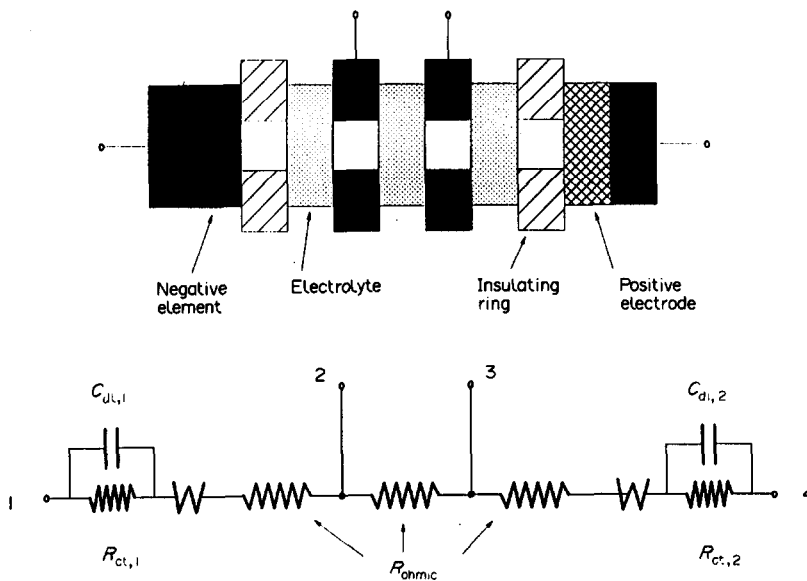 Negative
element
Electrolyte
Insulating
ring
Positive
electrode
2
3
C_dl,1
C_dl,2
1
4
R_ct,1
R_ohmic
R_ct,2